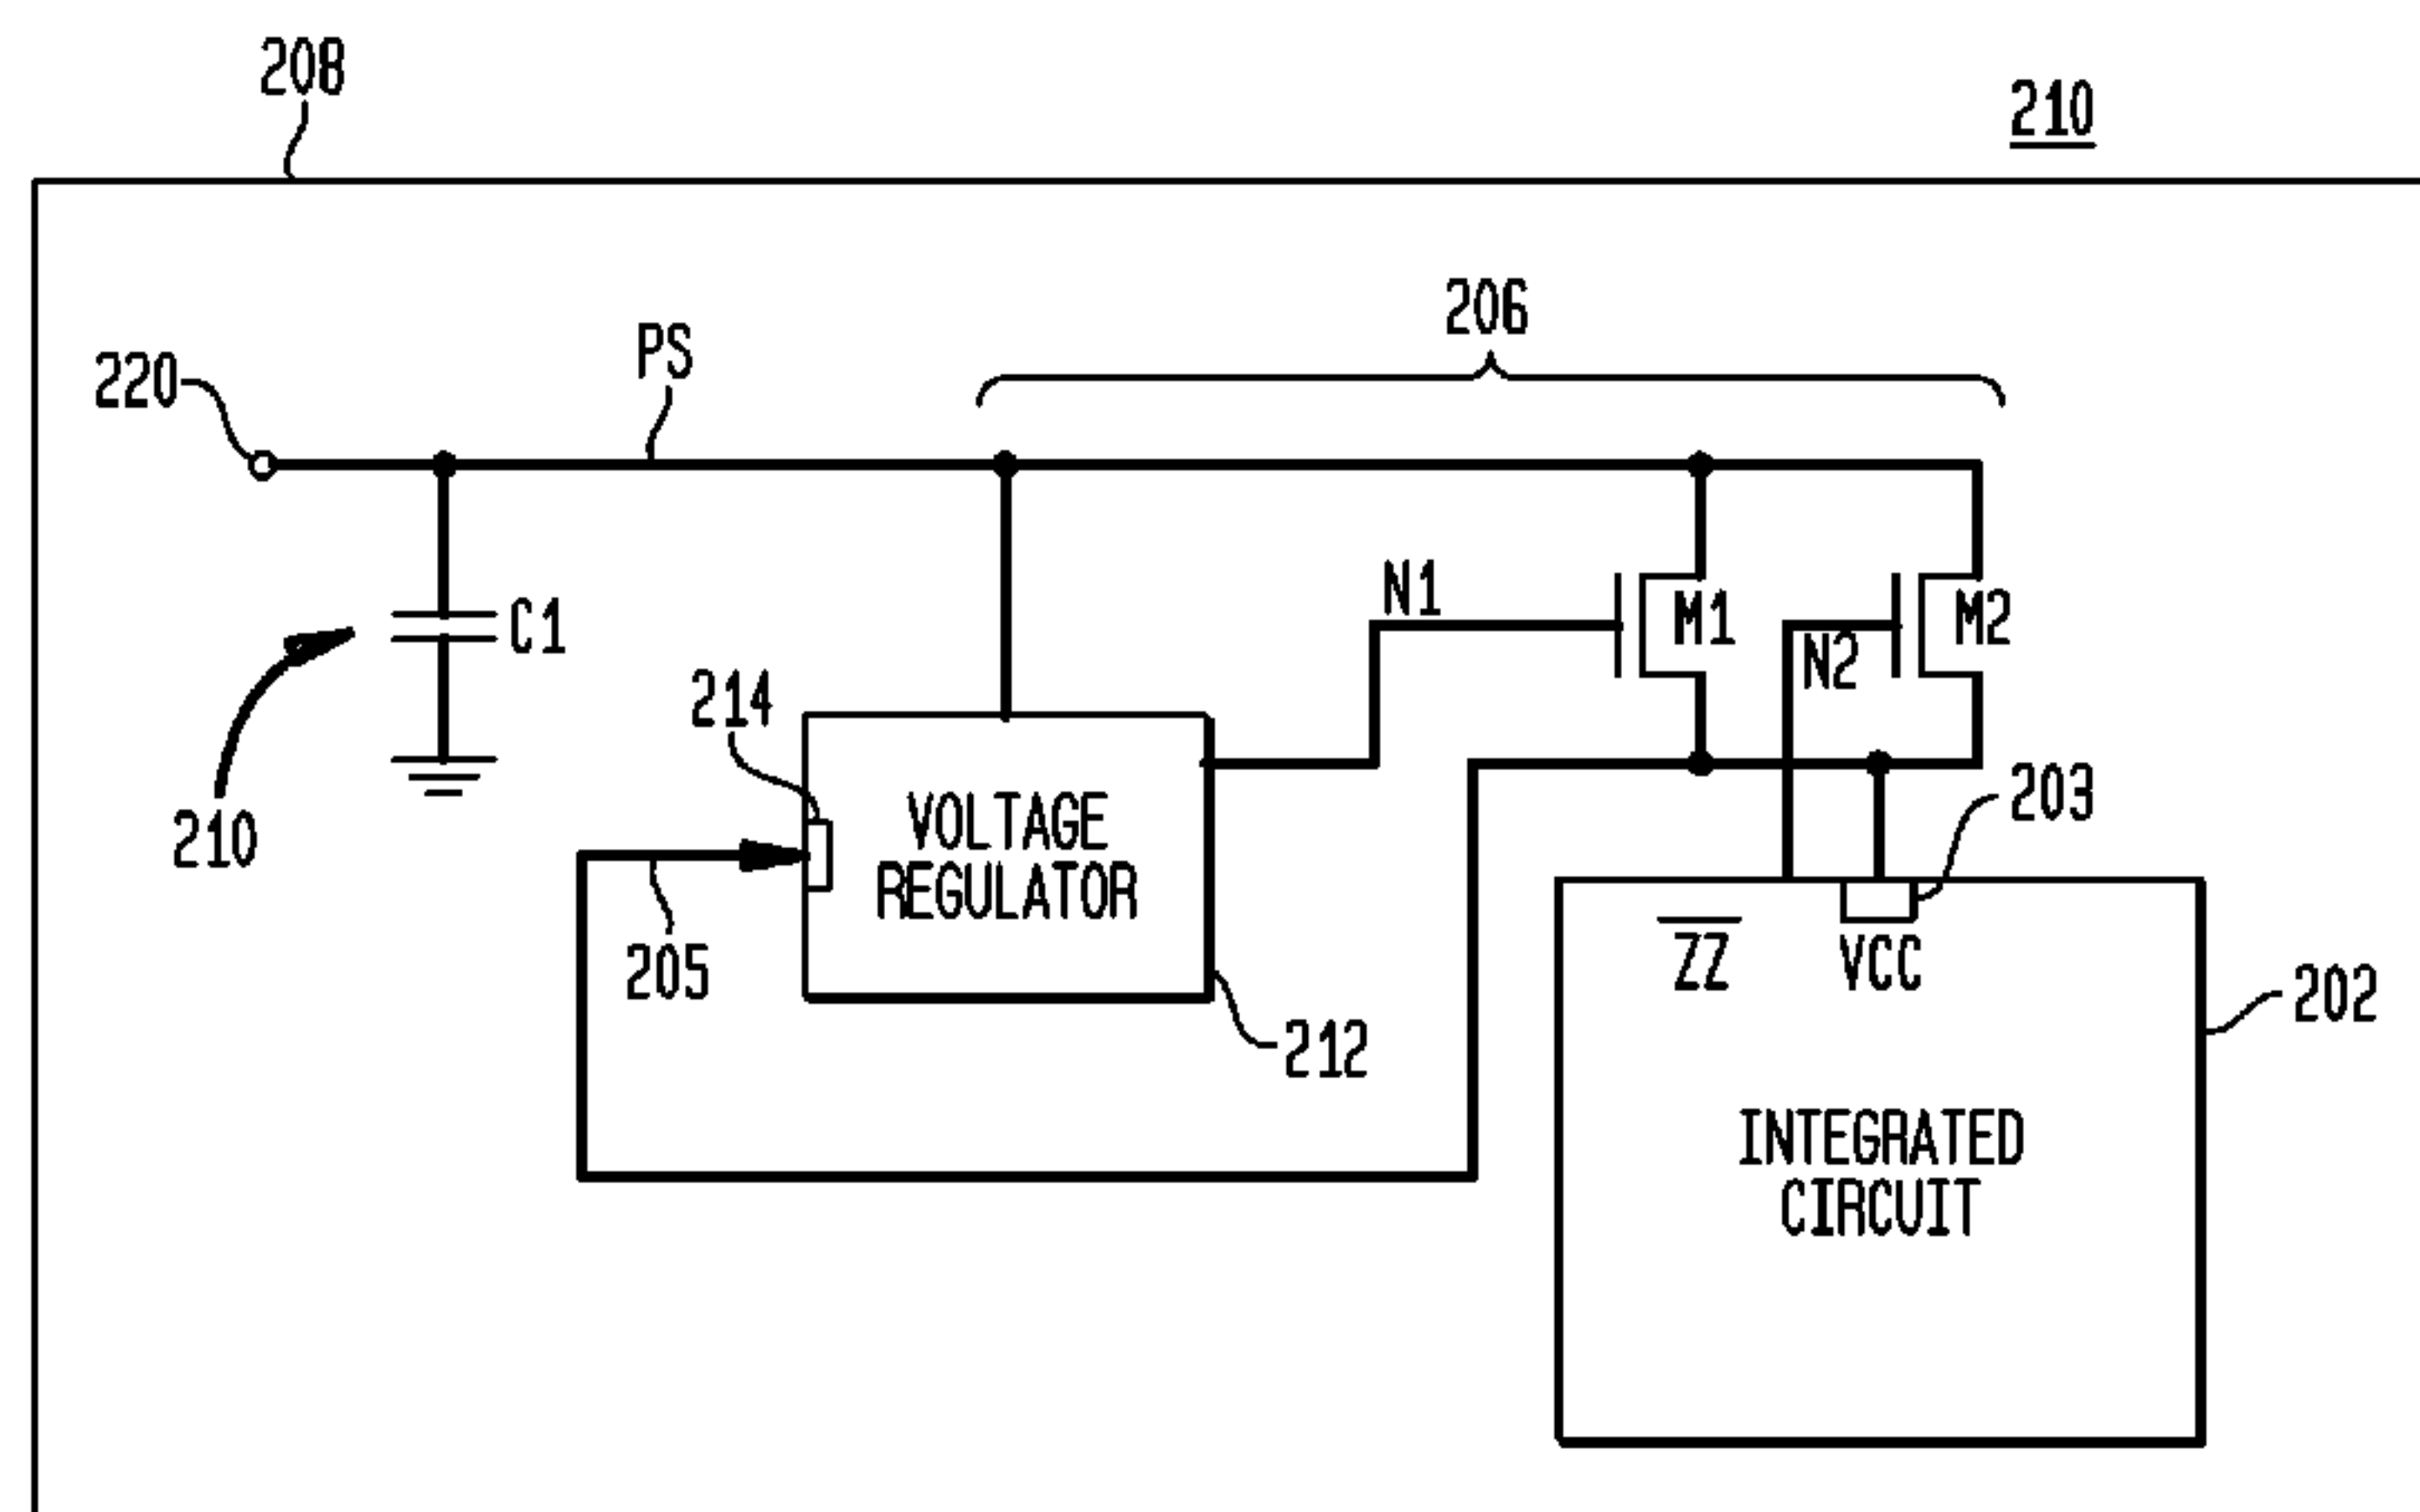 208
210
206
PS
220
N1
M1
M2
C1
N2
214
203
210
VOLTAGE
REGULATOR
205
Z̅Z̅
VCC
202
212
INTEGRATED
CIRCUIT